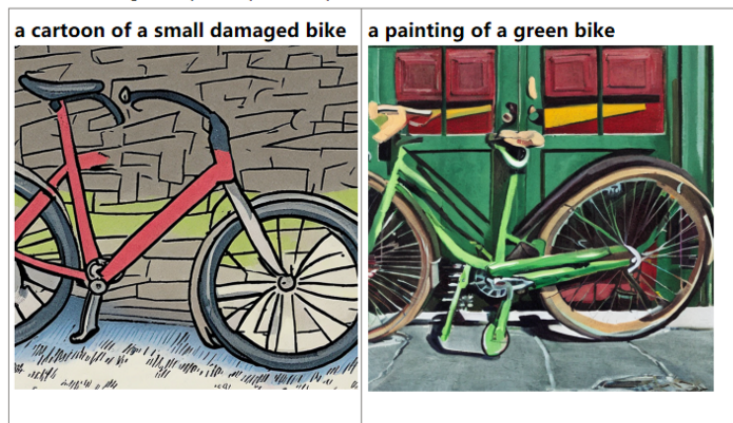 a cartoon of a small damaged bike
a painting of a green bike